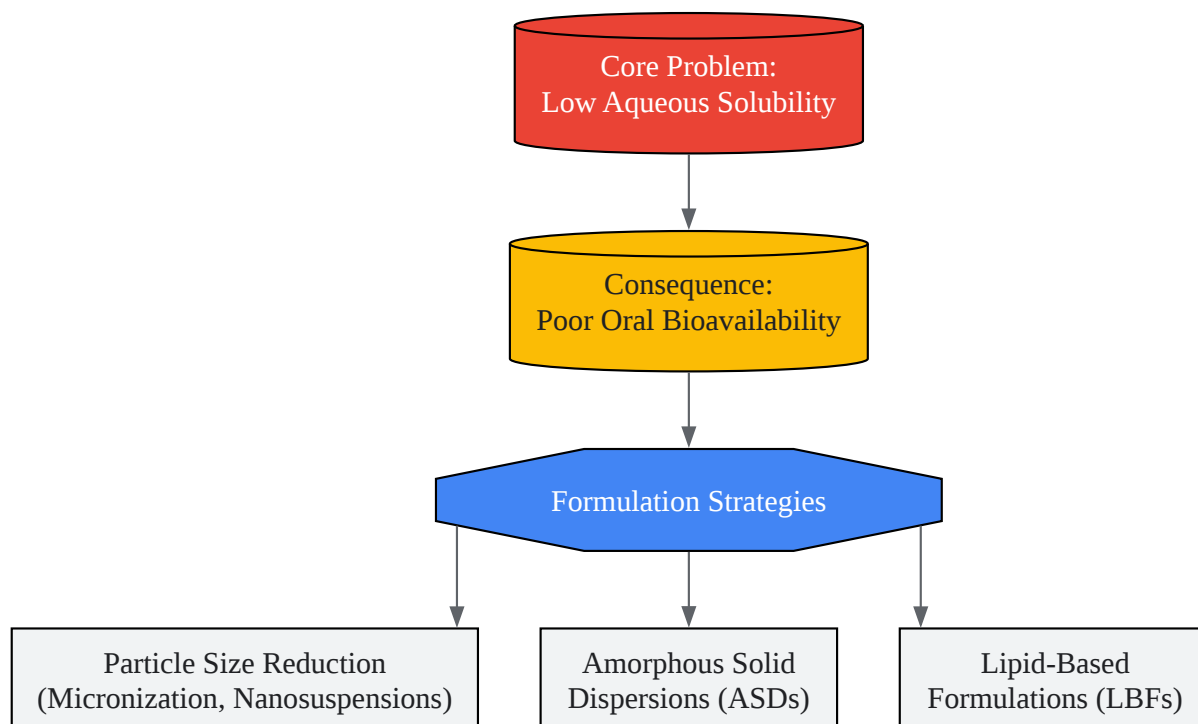 Core Problem:
Low Aqueous Solubility
Consequence:
Poor Oral Bioavailability
Formulation Strategies
Particle Size Reduction
(Micronization, Nanosuspensions)
Amorphous Solid
Dispersions (ASDs)
Lipid-Based
Formulations (LBFs)